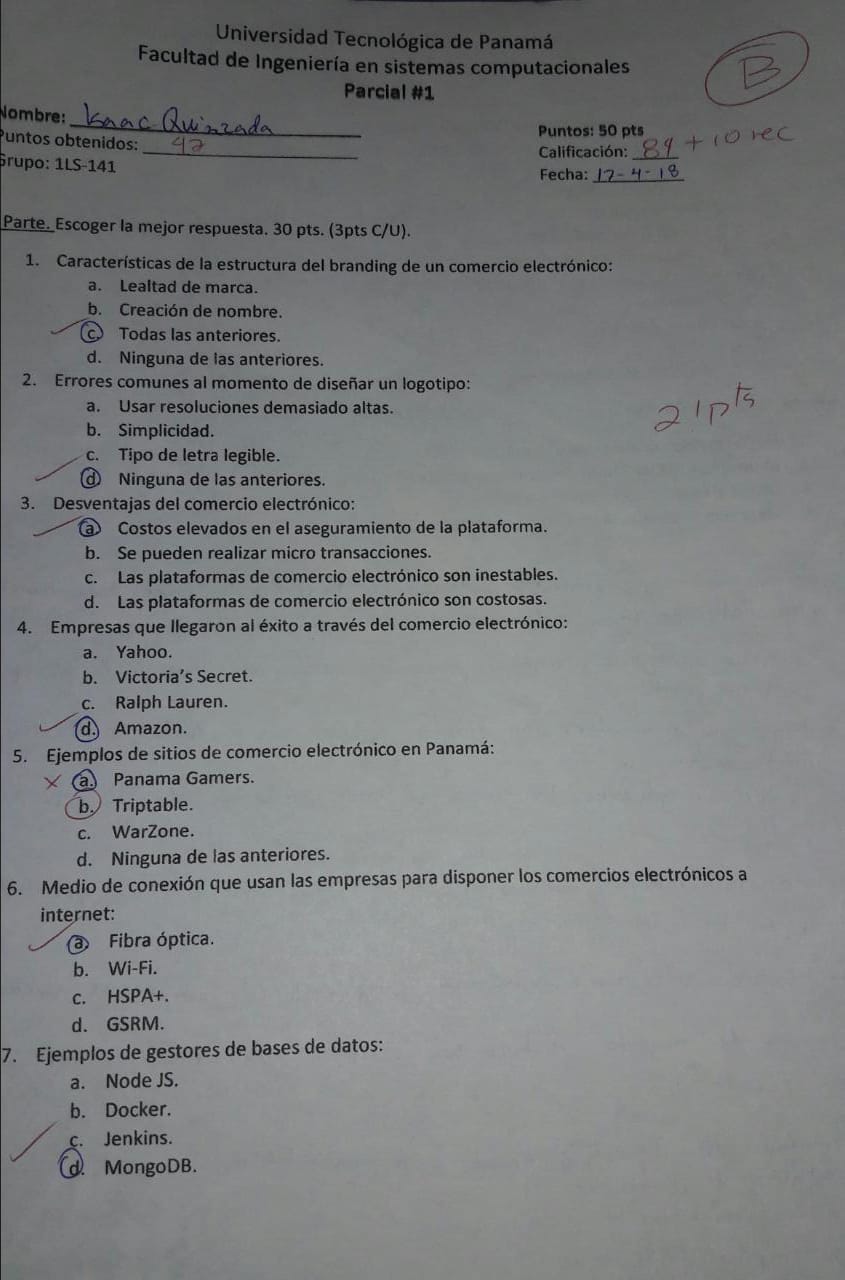 Universidad Tecnológica de Panamá
Facultad de Ingeniería en sistemas computacionales
Parcial #1
B
Nombre: Isaac Quinzada
Puntos: 50 pts
Puntos obtenidos: 42
Calificación: 84 + 10 rec
Grupo: 1LS-141
Fecha: 17-4-18
Parte. Escoger la mejor respuesta. 30 pts. (3pts C/U).
1. Características de la estructura del branding de un comercio electrónico:
a. Lealtad de marca.
b. Creación de nombre.
c. Todas las anteriores.
d. Ninguna de las anteriores.
2. Errores comunes al momento de diseñar un logotipo:
a. Usar resoluciones demasiado altas.
21pts
b. Simplicidad.
c. Tipo de letra legible.
d. Ninguna de las anteriores.
3. Desventajas del comercio electrónico:
a. Costos elevados en el aseguramiento de la plataforma.
b. Se pueden realizar micro transacciones.
c. Las plataformas de comercio electrónico son inestables.
d. Las plataformas de comercio electrónico son costosas.
4. Empresas que llegaron al éxito a través del comercio electrónico:
a. Yahoo.
b. Victoria's Secret.
c. Ralph Lauren.
d. Amazon.
5. Ejemplos de sitios de comercio electrónico en Panamá:
a. Panama Gamers.
b. Triptable.
c. WarZone.
d. Ninguna de las anteriores.
6. Medio de conexión que usan las empresas para disponer los comercios electrónicos a
internet:
a. Fibra óptica.
b. Wi-Fi.
c. HSPA+.
d. GSRM.
7. Ejemplos de gestores de bases de datos:
a. Node JS.
b. Docker.
c. Jenkins.
d. MongoDB.